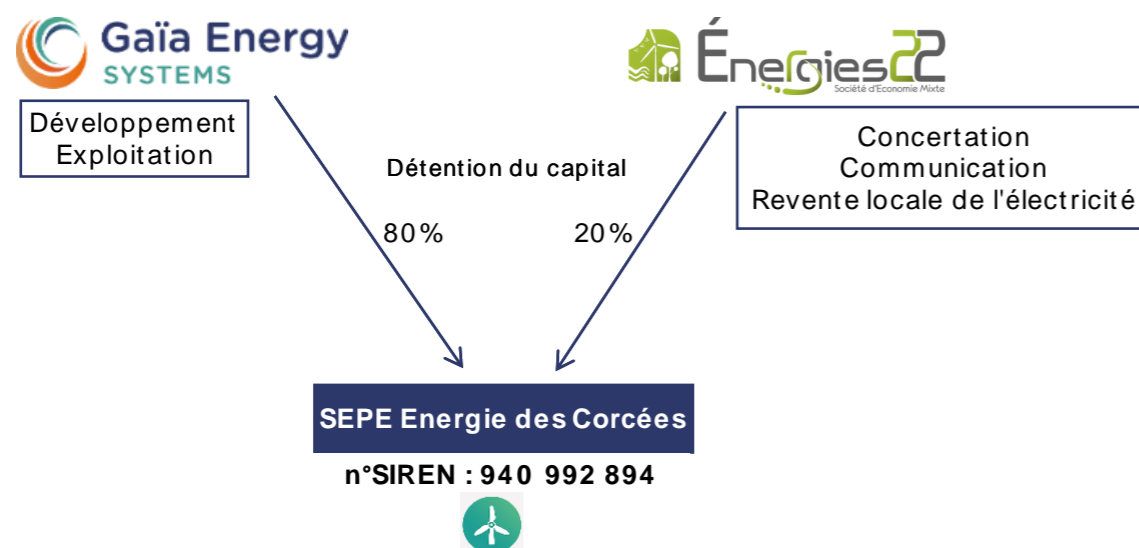 Gaïa Energy
SYSTEMS
Énergies22
Société d'Economie Mixte
Développement
Exploitation
Concertation
Communication
Revente locale de l'électricité
Détention du capital
80%
20%
SEPE Energie des Corcées
n°SIREN : 940 992 894